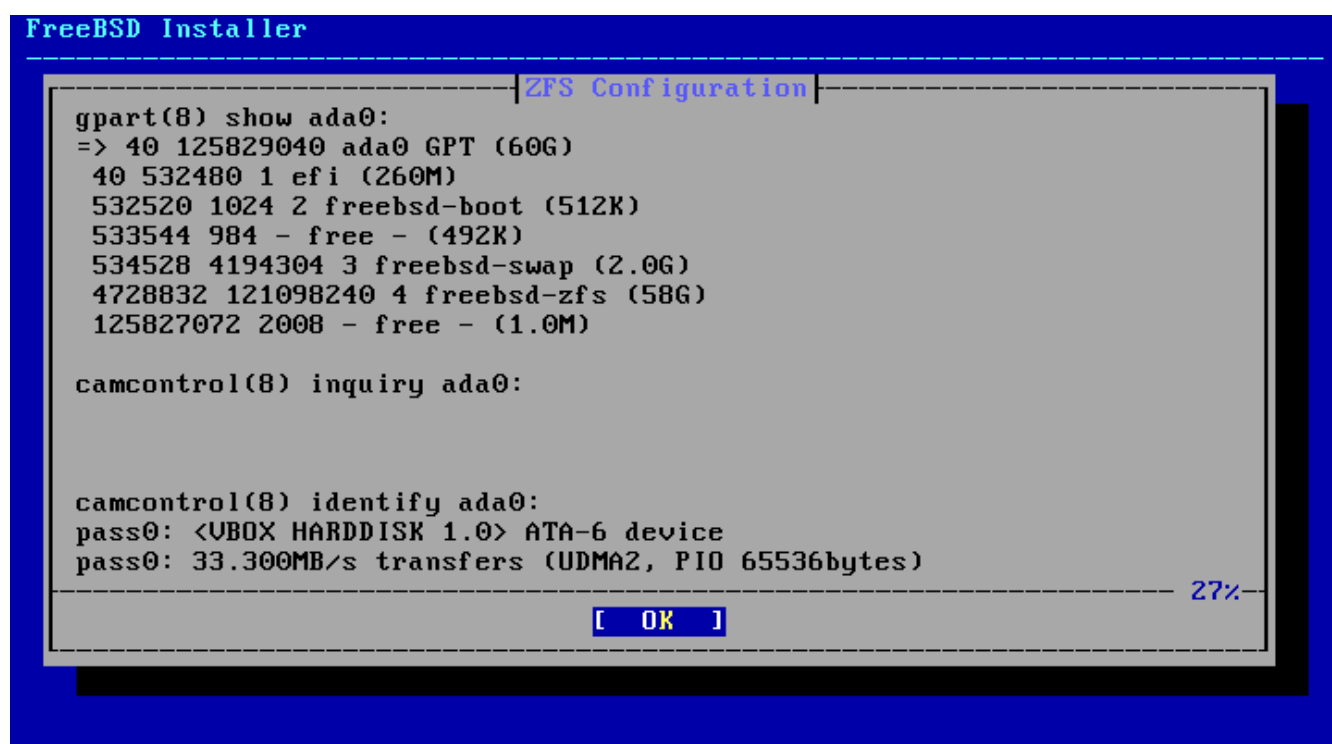 FreeBSD Installer
ZFS Configuration
gpart(8) show ada0:
=> 40 125829040 ada0 GPT (60G)
40 532480 1 efi (260M)
532520 1024 2 freebsd-boot (512K)
533544 984 - free - (492K)
534528 4194304 3 freebsd-swap (2.0G)
4728832 121098240 4 freebsd-zfs (58G)
125827072 2008 - free - (1.0M)
camcontrol(8) inquiry ada0:
camcontrol(8) identify ada0:
pass0: <VBOX HARDDISK 1.0> ATA-6 device
pass0: 33.300MB/s transfers (UDMA2, PIO 65536bytes)
27%
[ OK ]